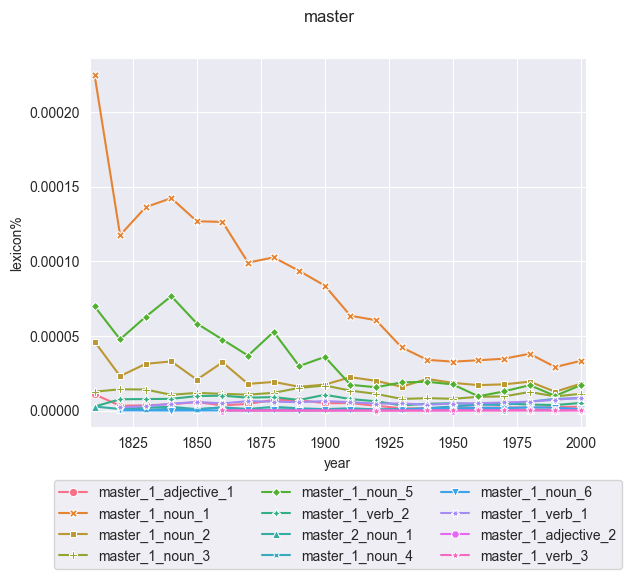 master
0.00020
0.00015
0.00010
0.00005
0.00000
lexicon%
1825 1850 1875 1900 1925 1950 1975 2000
year
master_1_adjective_1 master_1_noun_5 master_1_noun_6
master_1_noun_1 master_1_verb_2 master_1_verb_1
master_1_noun_2 master_2_noun_1 master_1_adjective_2
master_1_noun_3 master_1_noun_4 master_1_verb_3